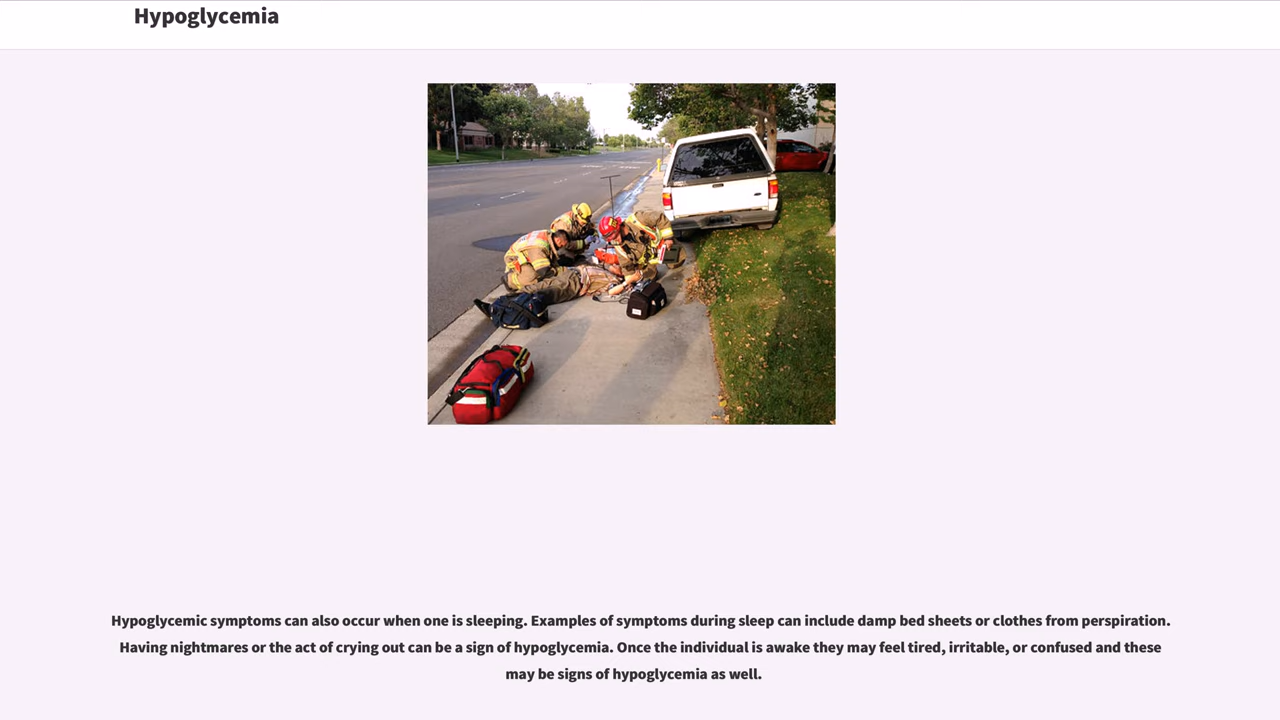 Hypoglycemia
Hypoglycemic symptoms can also occur when one is sleeping. Examples of symptoms during sleep can include damp bed sheets or clothes from perspiration.
Having nightmares or the act of crying out can be a sign of hypoglycemia. Once the individual is awake they may feel tired, irritable, or confused and these
may be signs of hypoglycemia as well.